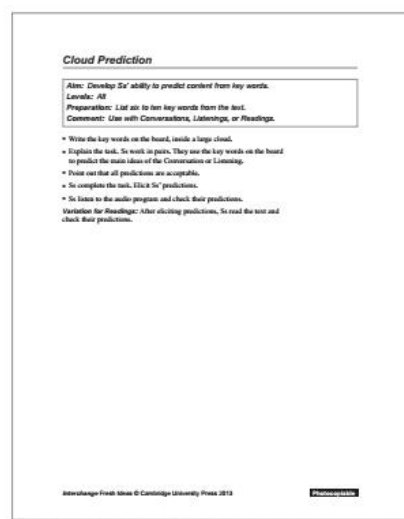 Cloud Prediction
Aim: Develop Ss' ability to predict content from key words.
Levels: All
Preparation: List six to ten key words from the text.
Comment: Use with Conversations, Listenings, or Readings.
• Write the key words on the board, inside a large cloud.
• Explain the task. Ss work in pairs. They use the key words on the board
to predict the main ideas of the Conversation or Listening.
• Point out that all predictions are acceptable.
• Ss complete the task. Elicit Ss' predictions.
• Ss listen to the audio program and check their predictions.
Variation for Readings: After eliciting predictions, Ss read the text and
check their predictions.
Interchange Fresh Ideas © Cambridge University Press 2013
Photocopiable